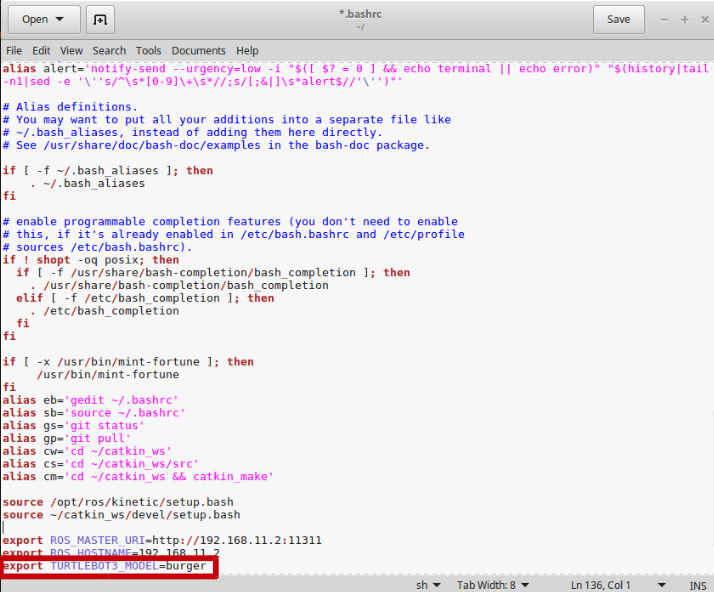 Open
*.bashrc
~/
Save
File Edit View Search Tools Documents Help
alias alert='notify-send --urgency=low -i "$([ $? = 0 ] && echo terminal || echo error)" "$(history|tail
-n1|sed -e '\''s/^\s*[0-9]\+\s*//;s/[;&|]\s*alert$//'\'')"'
# Alias definitions.
# You may want to put all your additions into a separate file like
# ~/.bash_aliases, instead of adding them here directly.
# See /usr/share/doc/bash-doc/examples in the bash-doc package.
if [ -f ~/.bash_aliases ]; then
    . ~/.bash_aliases
fi
# enable programmable completion features (you don't need to enable
# this, if it's already enabled in /etc/bash.bashrc and /etc/profile
# sources /etc/bash.bashrc).
if ! shopt -oq posix; then
  if [ -f /usr/share/bash-completion/bash_completion ]; then
    . /usr/share/bash-completion/bash_completion
  elif [ -f /etc/bash_completion ]; then
    . /etc/bash_completion
  fi
fi
if [ -x /usr/bin/mint-fortune ]; then
     /usr/bin/mint-fortune
fi
alias eb='gedit ~/.bashrc'
alias sb='source ~/.bashrc'
alias gs='git status'
alias gp='git pull'
alias cw='cd ~/catkin_ws'
alias cs='cd ~/catkin_ws/src'
alias cm='cd ~/catkin_ws && catkin_make'
source /opt/ros/kinetic/setup.bash
source ~/catkin_ws/devel/setup.bash
export ROS_MASTER_URI=http://192.168.11.2:11311
export ROS_HOSTNAME=192.168.11.2
export TURTLEBOT3_MODEL=burger
sh Tab Width: 8 Ln 136, Col 1 INS